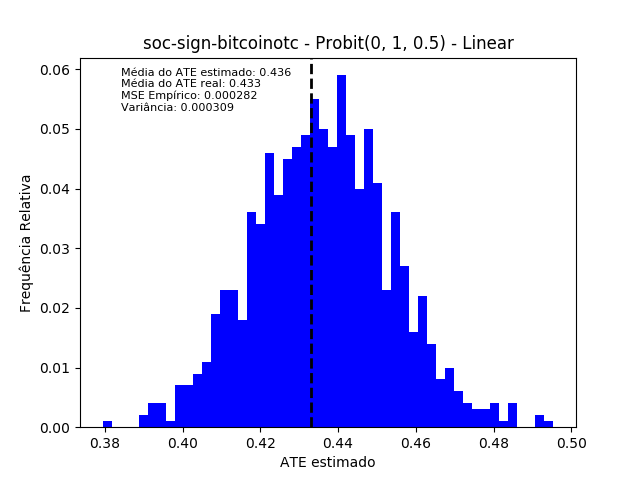 soc-sign-bitcoinotc - Probit(0, 1, 0.5) - Linear
Média do ATE estimado: 0.436
Média do ATE real: 0.433
MSE Empírico: 0.000282
Variância: 0.000309
Frequência Relativa
0.06
0.05
0.04
0.03
0.02
0.01
0.00
0.38 0.40 0.42 0.44 0.46 0.48 0.50
ATE estimado